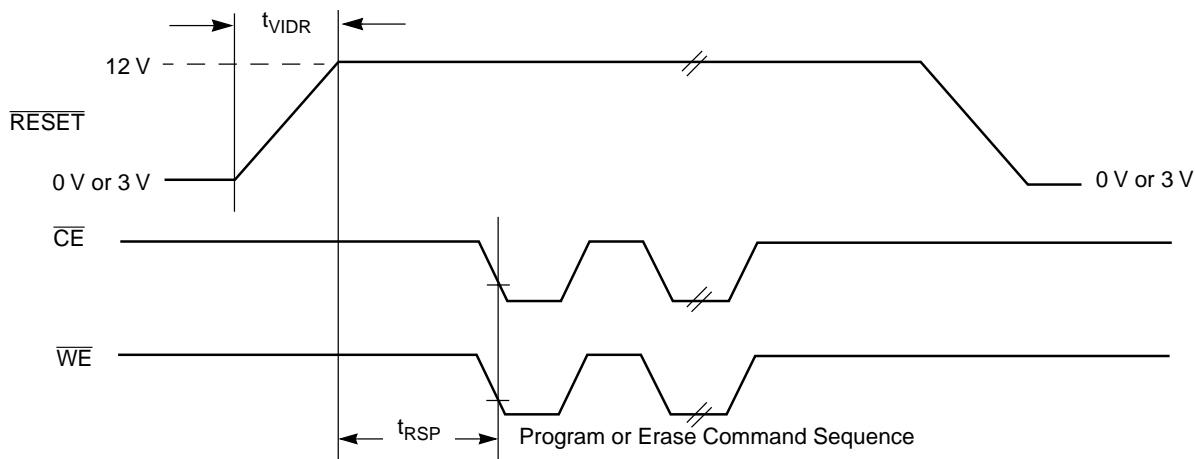 tVIDR
12 V
RESET
0 V or 3 V
0 V or 3 V
CE
WE
tRSP
Program or Erase Command Sequence